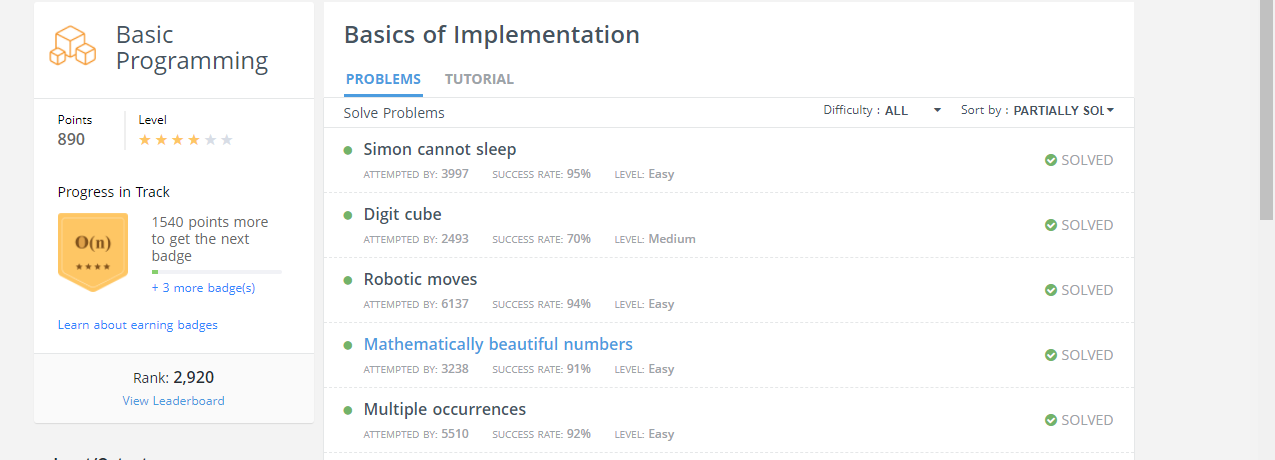 Basic
Programming
Points
Level
890
Progress in Track
O(n)
1540 points more
to get the next
badge
+ 3 more badge(s)
Learn about earning badges
Rank: 2,920
View Leaderboard
Basics of Implementation
PROBLEMS TUTORIAL
Solve Problems Difficulty : ALL Sort by : PARTIALLY SOL
Simon cannot sleep
ATTEMPTED BY: 3997 SUCCESS RATE: 95% LEVEL: Easy
SOLVED
Digit cube
ATTEMPTED BY: 2493 SUCCESS RATE: 70% LEVEL: Medium
SOLVED
Robotic moves
ATTEMPTED BY: 6137 SUCCESS RATE: 94% LEVEL: Easy
SOLVED
Mathematically beautiful numbers
ATTEMPTED BY: 3238 SUCCESS RATE: 91% LEVEL: Easy
SOLVED
Multiple occurrences
ATTEMPTED BY: 5510 SUCCESS RATE: 92% LEVEL: Easy
SOLVED